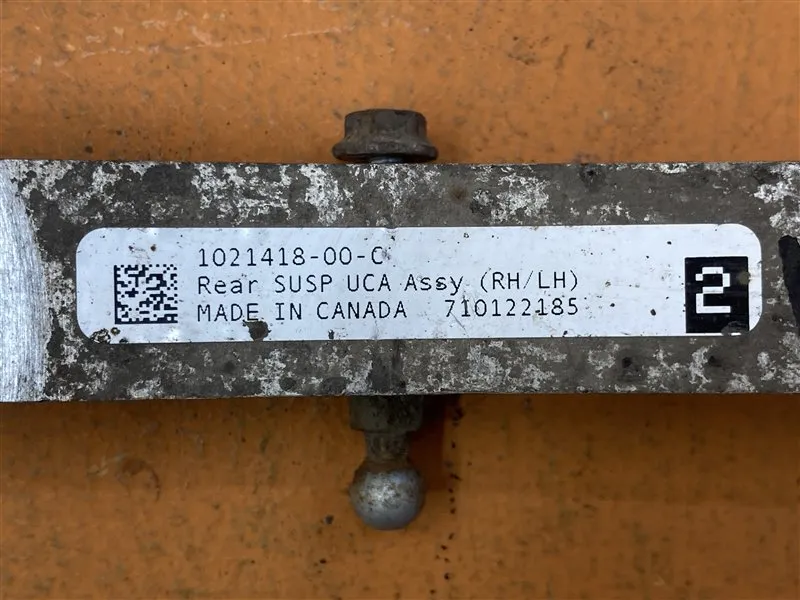 1021418-00-C
Rear SUSP UCA Assy (RH/LH)
MADE IN CANADA 710122185
2